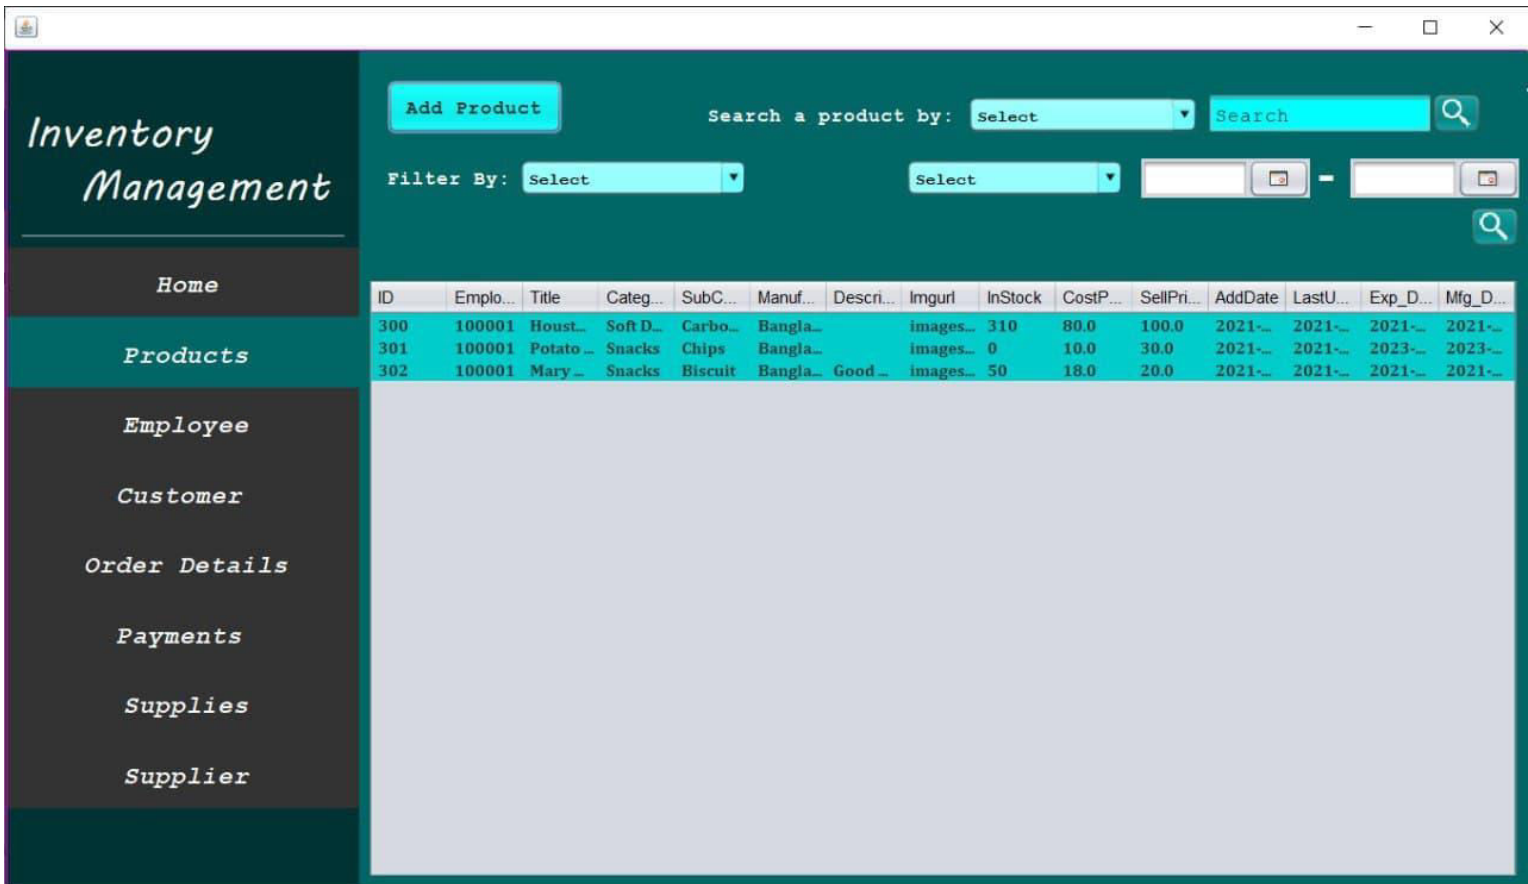 Inventory
Management
Home
Products
Employee
Customer
Order Details
Payments
Supplies
Supplier
Add Product
Search a product by: Select Search
Filter By: Select Select -
ID Emplo... Title Categ... SubC... Manuf... Descri... Imgurl InStock CostP... SellPri... AddDate LastU... Exp_D... Mfg_D...
300 100001 Houst... Soft D... Carbo... Bangla... images... 310 80.0 100.0 2021-... 2021-... 2021-... 2021-...
301 100001 Potato ... Snacks Chips Bangla... images... 0 10.0 30.0 2021-... 2021-... 2023-... 2023-...
302 100001 Mary ... Snacks Biscuit Bangla... Good ... images... 50 18.0 20.0 2021-... 2021-... 2021-... 2021-...